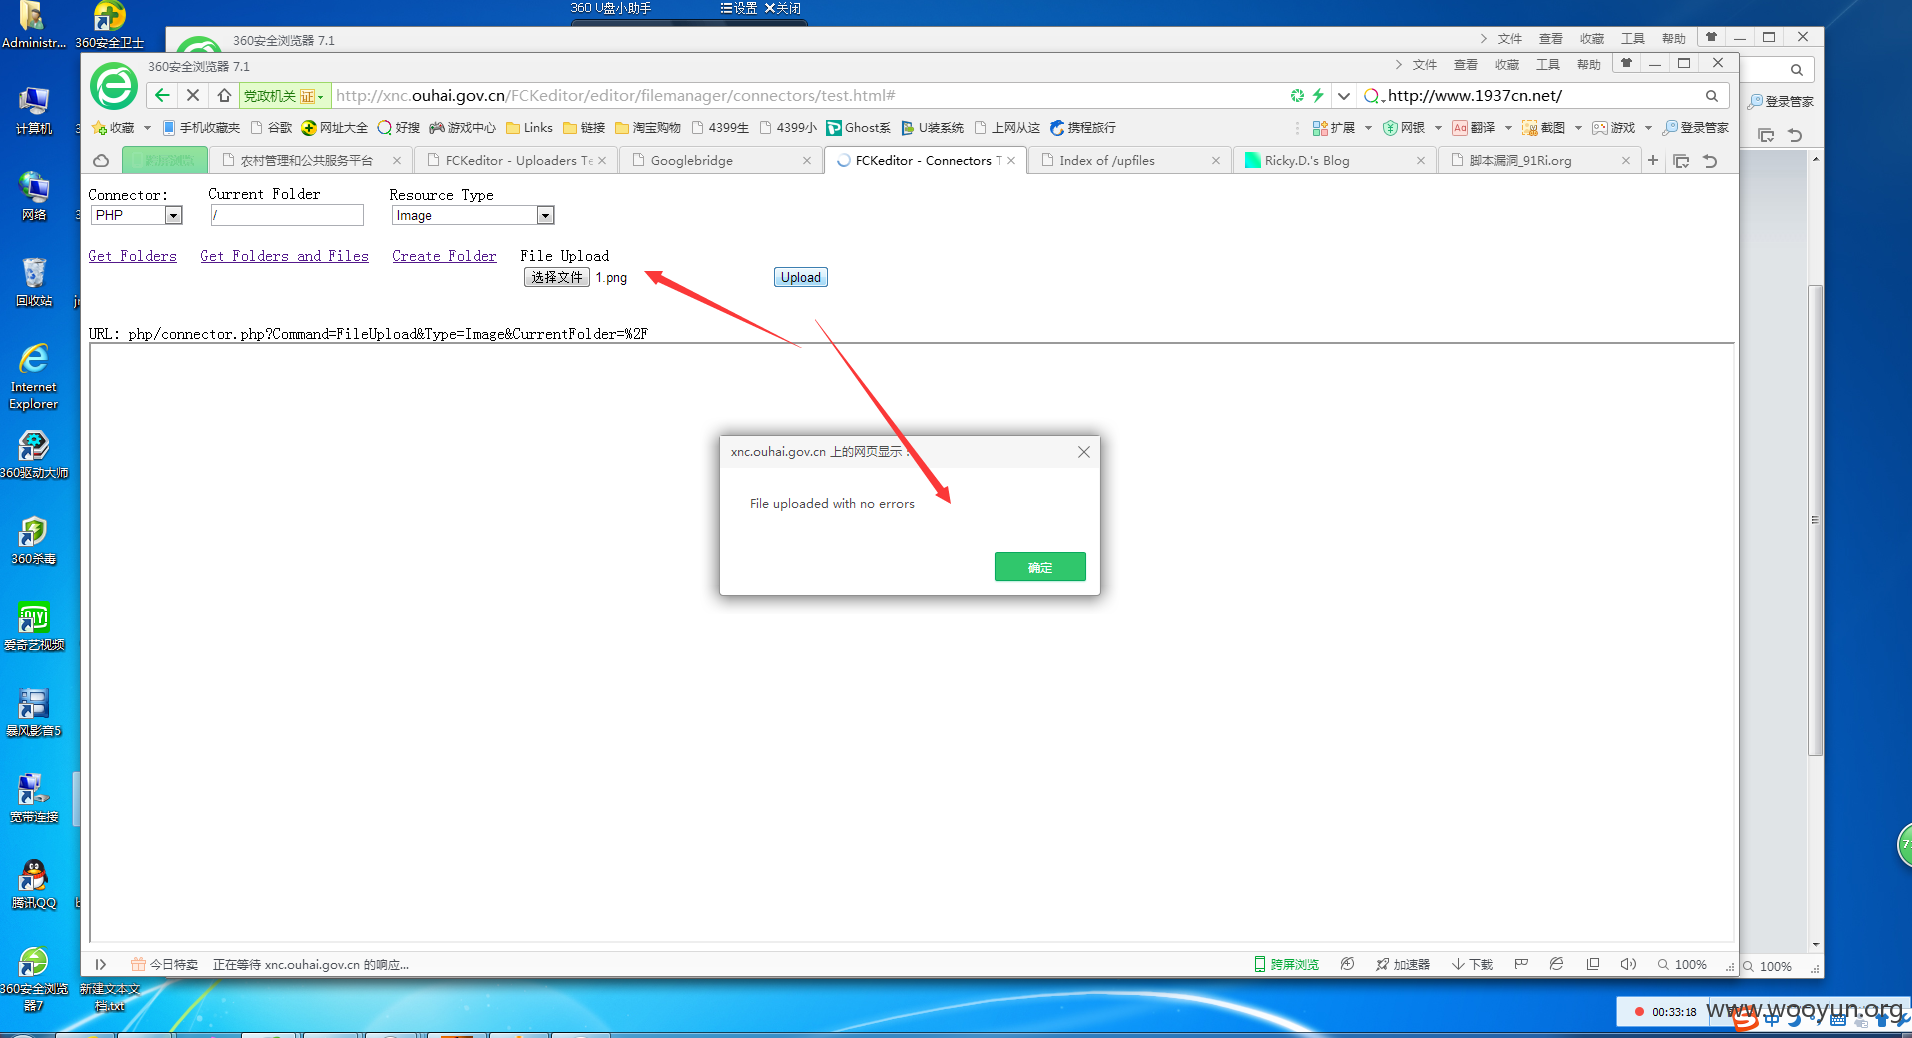 360 U盘小助手 设置 关闭
Administr...
360安全卫士
360安全浏览器 7.1
文件 查看 收藏 工具 帮助
360安全浏览器 7.1
文件 查看 收藏 工具 帮助
党政机关 证 http://xnc.ouhai.gov.cn/FCKeditor/editor/filemanager/connectors/test.html# http://www.1937cn.net/
登录管家
收藏 手机收藏夹 谷歌 网址大全 好搜 游戏中心 Links 链接 淘宝购物 4399生 4399小 Ghost系 U装系统 上网从这 携程旅行 扩展 网银 翻译 截图 游戏 登录管家
农村管理和公共服务平台 FCKeditor - Uploaders Te Googlebridge FCKeditor - Connectors T Index of /upfiles Ricky.D.'s Blog 脚本漏洞_91Ri.org
Connector: Current Folder Resource Type
PHP / Image
Get Folders Get Folders and Files Create Folder File Upload
选择文件 1.png Upload
URL: php/connector.php?Command=FileUpload&Type=Image&CurrentFolder=%2F
xnc.ouhai.gov.cn 上的网页显示：
File uploaded with no errors
确定
计算机
网络
回收站
Internet
Explorer
360驱动大师
360杀毒
爱奇艺视频
暴风影音5
宽带连接
腾讯QQ
360安全浏览
器7
新建文本文
档.txt
今日特卖 正在等待 xnc.ouhai.gov.cn 的响应... 跨屏浏览 加速器 下载 100%
100%
00:33:18
中
www.wooyun.org